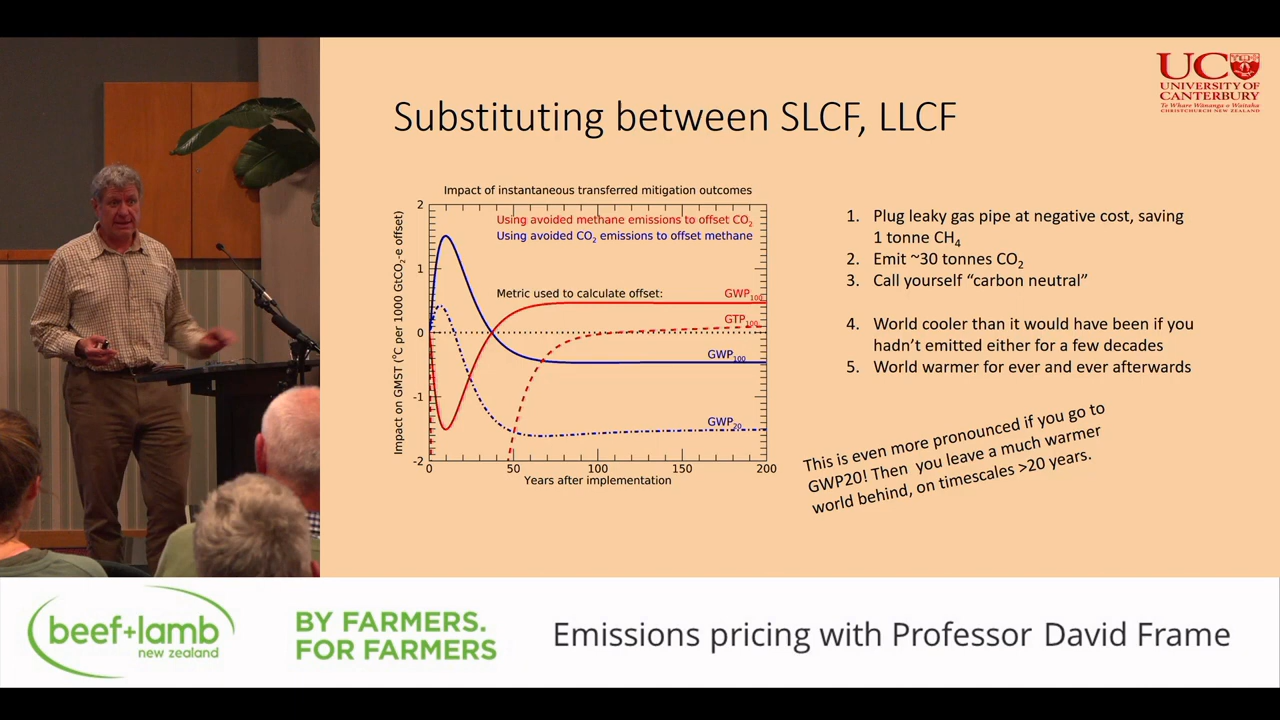 UC
UNIVERSITY OF
CANTERBURY
Te Whare Wānanga o Waitaha
CHRISTCHURCH NEW ZEALAND
Substituting between SLCF, LLCF
Impact of instantaneous transferred mitigation outcomes
Using avoided methane emissions to offset CO₂
Using avoided CO₂ emissions to offset methane
Metric used to calculate offset:
GWP₁₀₀
GTP₁₀₀
GWP₁₀₀
GWP₂₀
Impact on GMST (°C per 1000 GtCO₂-e offset)
2
1
0
-1
-2
0
50
100
150
200
Years after implementation
1. Plug leaky gas pipe at negative cost, saving
1 tonne CH₄
2. Emit ~30 tonnes CO₂
3. Call yourself “carbon neutral”
4. World cooler than it would have been if you
hadn’t emitted either for a few decades
5. World warmer for ever and ever afterwards
This is even more pronounced if you go to
GWP20! Then you leave a much warmer
world behind, on timescales >20 years.
beef+lamb
new zealand
BY FARMERS.
FOR FARMERS
Emissions pricing with Professor David Frame